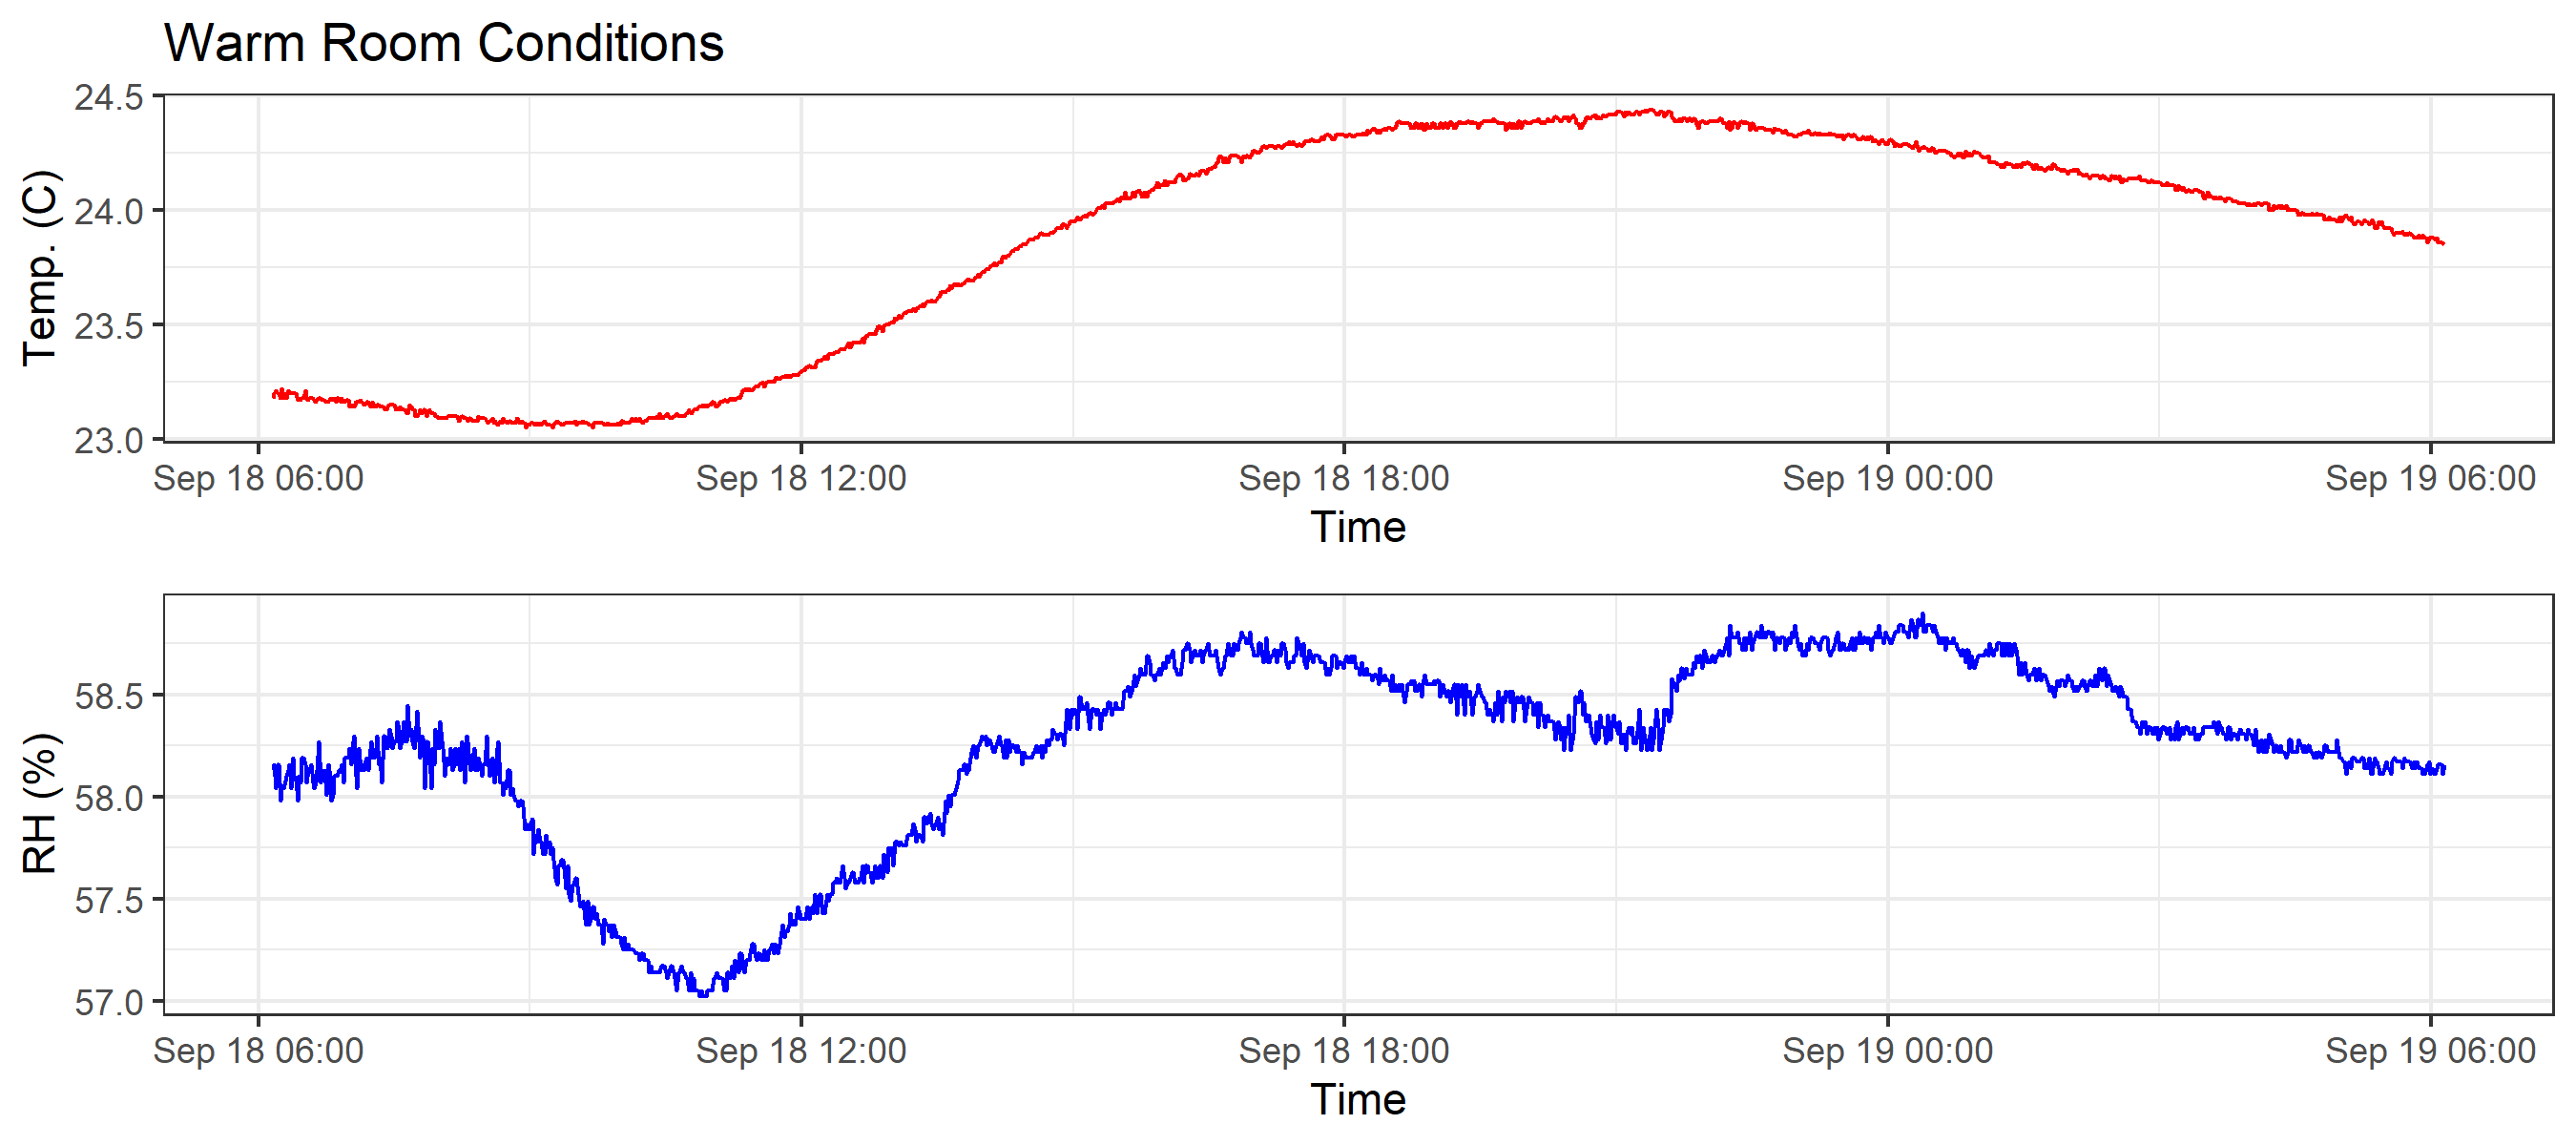 Warm Room Conditions
24.5
24.0
23.5
23.0
Temp. (C)
Sep 18 06:00 Sep 18 12:00 Sep 18 18:00 Sep 19 00:00 Sep 19 06:00
Time
58.5
58.0
57.5
57.0
RH (%)
Sep 18 06:00 Sep 18 12:00 Sep 18 18:00 Sep 19 00:00 Sep 19 06:00
Time